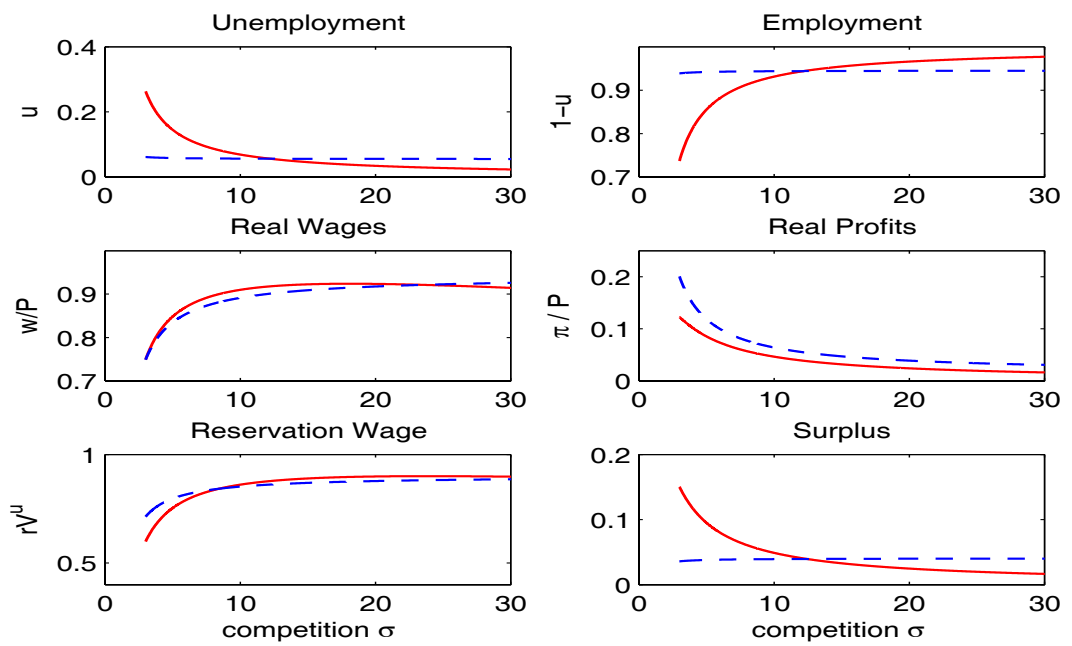 Unemployment
0.4
0.2
0
u
0 10 20 30
Employment
0.9
0.8
0.7
1−u
0 10 20 30
Real Wages
0.9
0.8
0.7
w/P
0 10 20 30
Real Profits
0.2
0.1
0
π / P
0 10 20 30
Reservation Wage
1
0.5
rVᵘ
0 10 20 30
competition σ
Surplus
0.2
0.1
0
0 10 20 30
competition σ